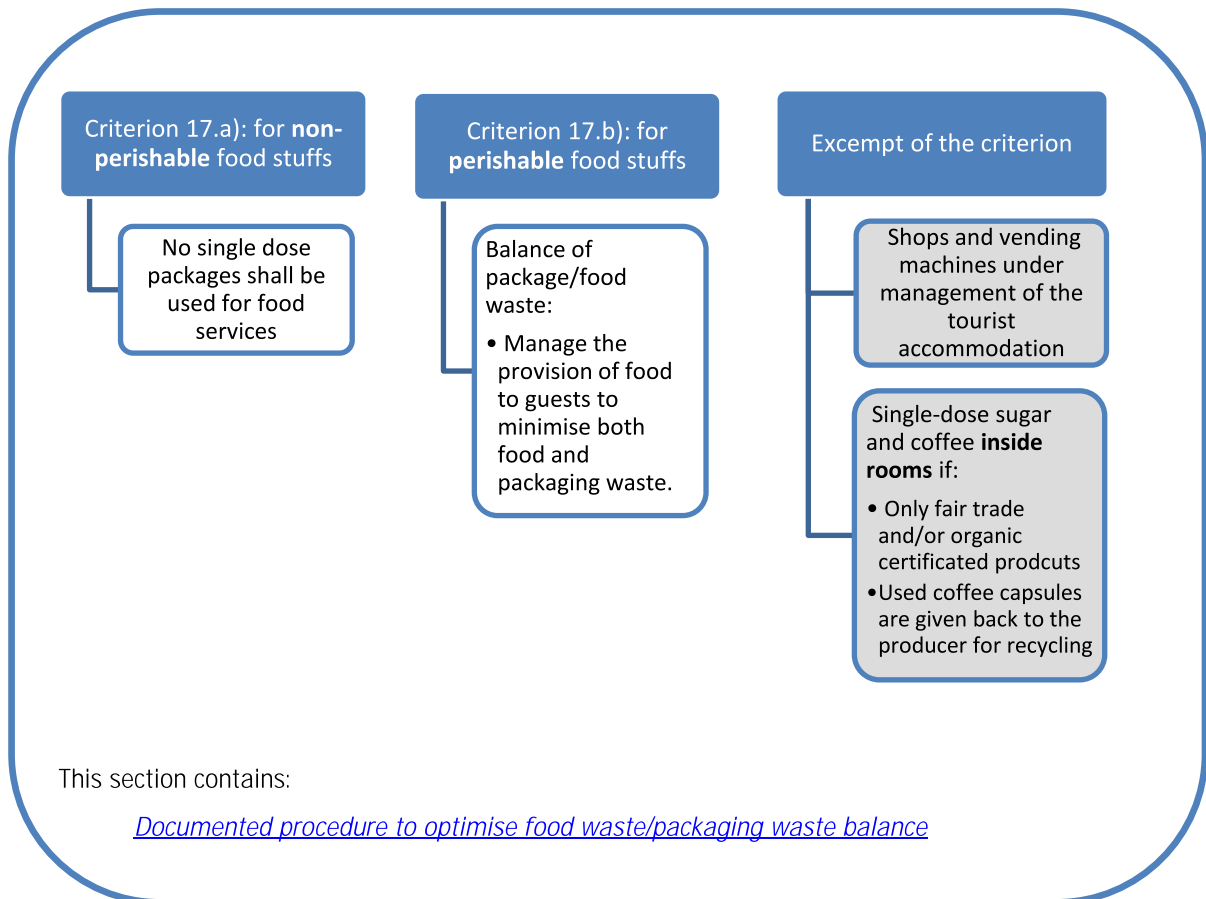 Criterion 17.a): for non-
perishable food stuffs
No single dose
packages shall be
used for food
services
Criterion 17.b): for
perishable food stuffs
Balance of
package/food
waste:
• Manage the
provision of food
to guests to
minimise both
food and
packaging waste.
Excempt of the criterion
Shops and vending
machines under
management of the
tourist
accommodation
Single-dose sugar
and coffee inside
rooms if:
• Only fair trade
and/or organic
certificated prodcuts
•Used coffee capsules
are given back to the
producer for recycling
This section contains:
Documented procedure to optimise food waste/packaging waste balance